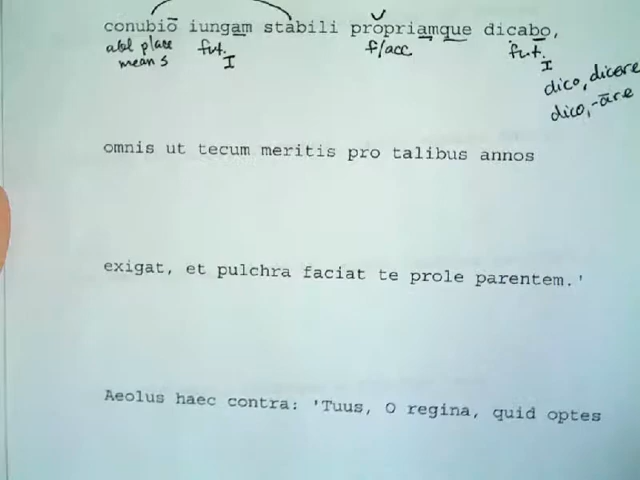 conubiō iungam stabili propriamque dicabo,
abl place fut. f/acc fut.
means I I
dico, dicere
dico, -āre
omnis ut tecum meritis pro talibus annos
exigat, et pulchra faciat te prole parentem.'
Aeolus haec contra: 'Tuus, O regina, quid optes